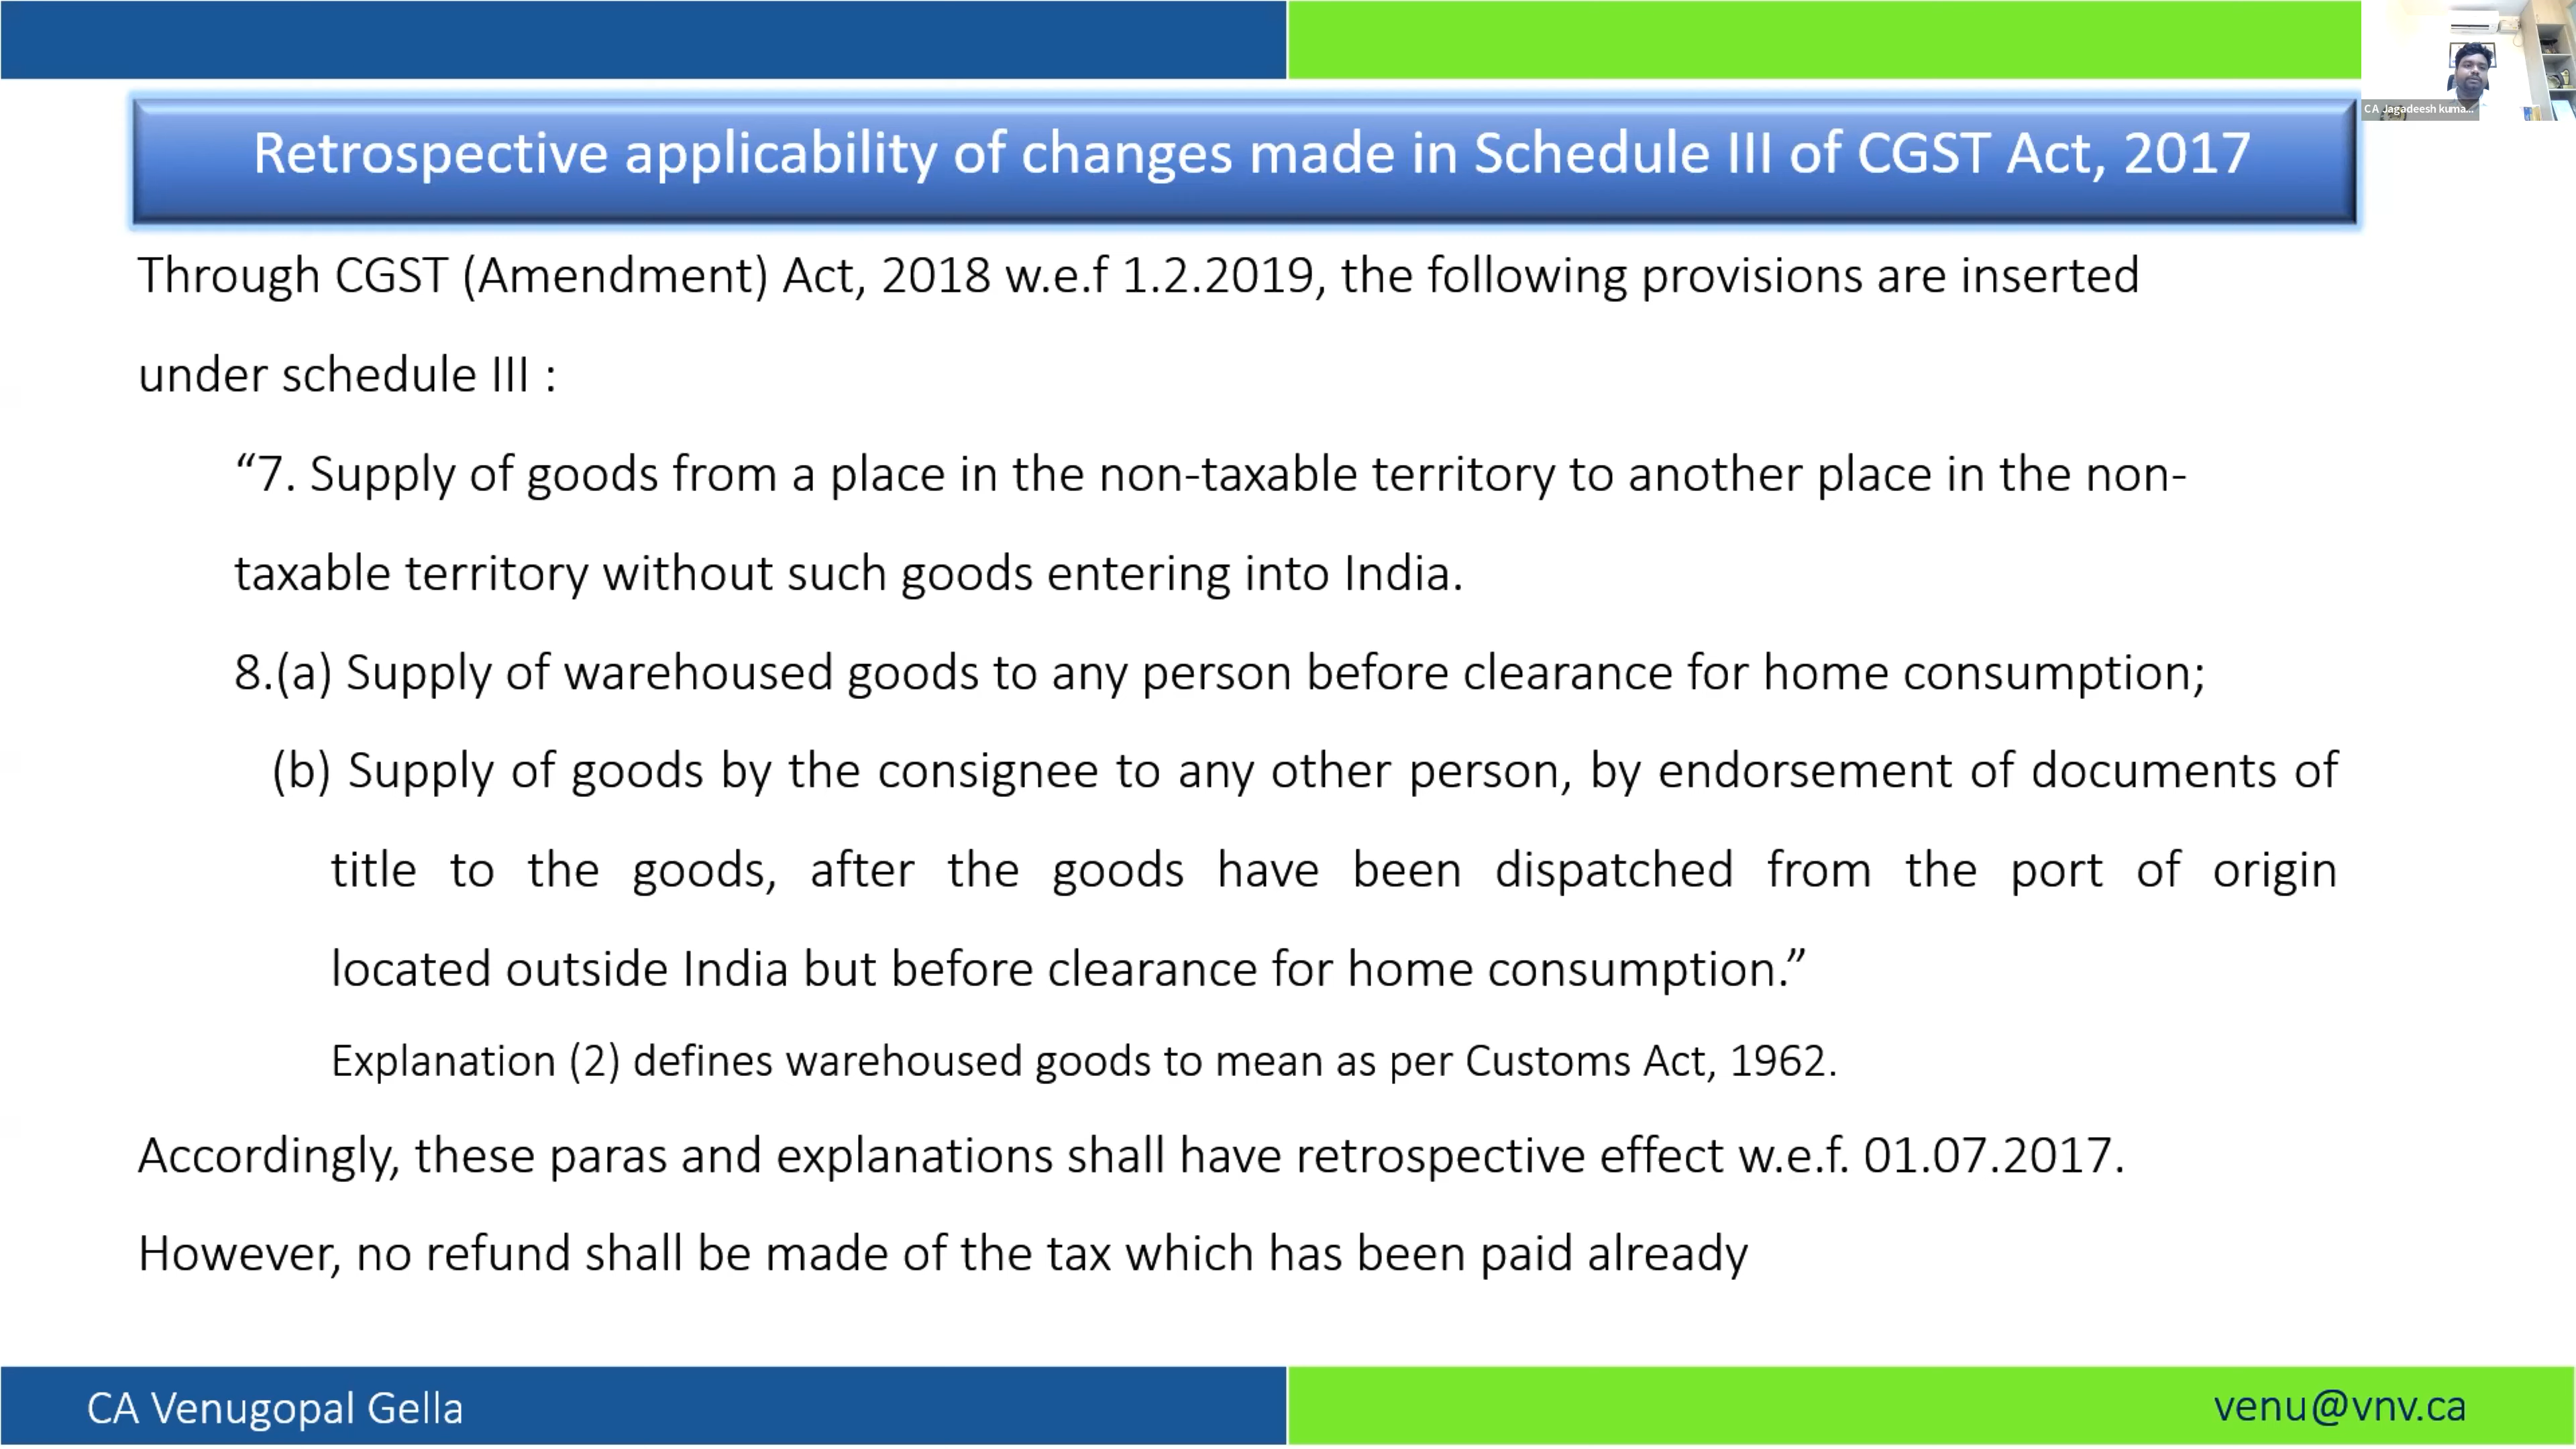 CA Jagadeesh kuma...
Retrospective applicability of changes made in Schedule III of CGST Act, 2017
Through CGST (Amendment) Act, 2018 w.e.f 1.2.2019, the following provisions are inserted
under schedule III :
“7. Supply of goods from a place in the non-taxable territory to another place in the non-
taxable territory without such goods entering into India.
8.(a) Supply of warehoused goods to any person before clearance for home consumption;
(b) Supply of goods by the consignee to any other person, by endorsement of documents of
title to the goods, after the goods have been dispatched from the port of origin
located outside India but before clearance for home consumption.”
Explanation (2) defines warehoused goods to mean as per Customs Act, 1962.
Accordingly, these paras and explanations shall have retrospective effect w.e.f. 01.07.2017.
However, no refund shall be made of the tax which has been paid already
CA Venugopal Gella
venu@vnv.ca